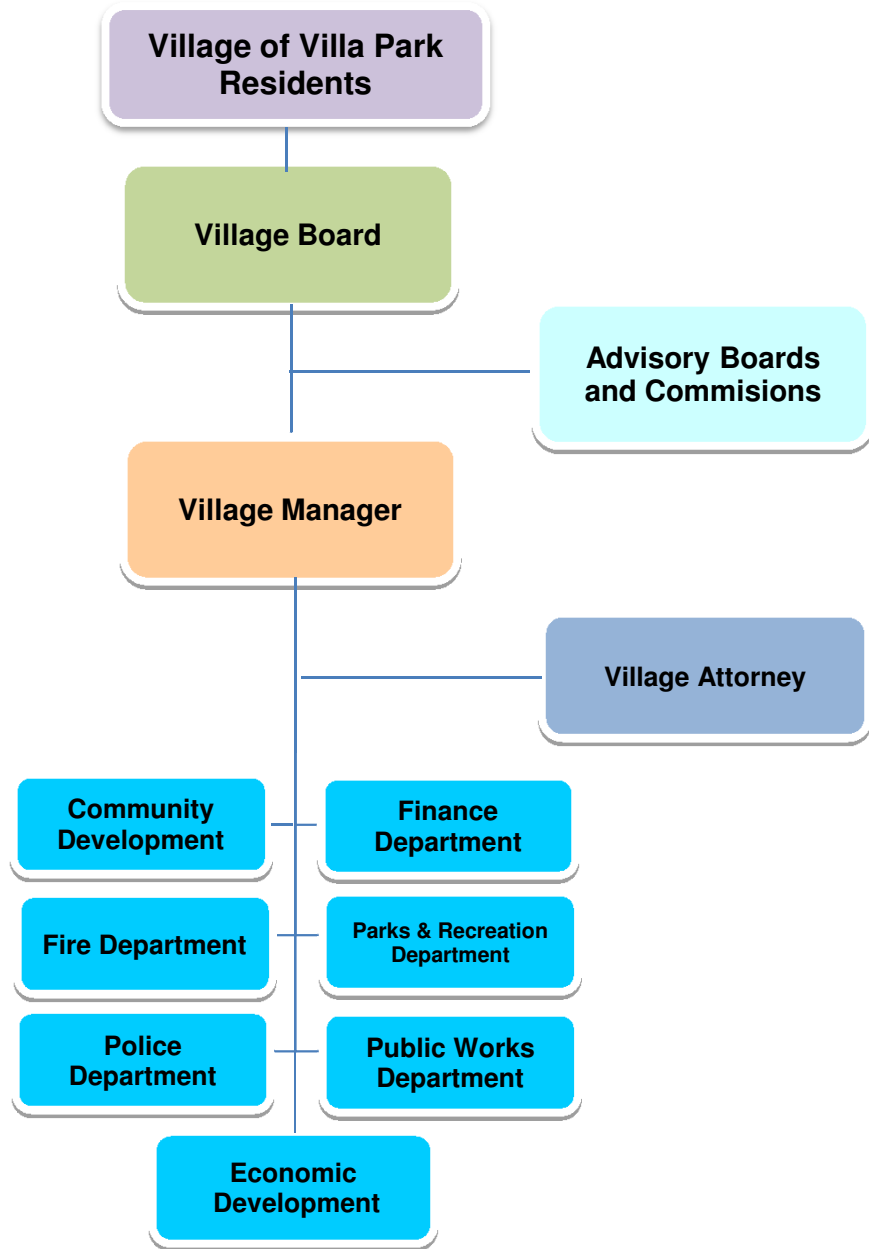 Village of Villa Park
Residents
Village Board
Advisory Boards
and Commisions
Village Manager
Village Attorney
Community
Development
Finance
Department
Fire Department
Parks & Recreation
Department
Police
Department
Public Works
Department
Economic
Development